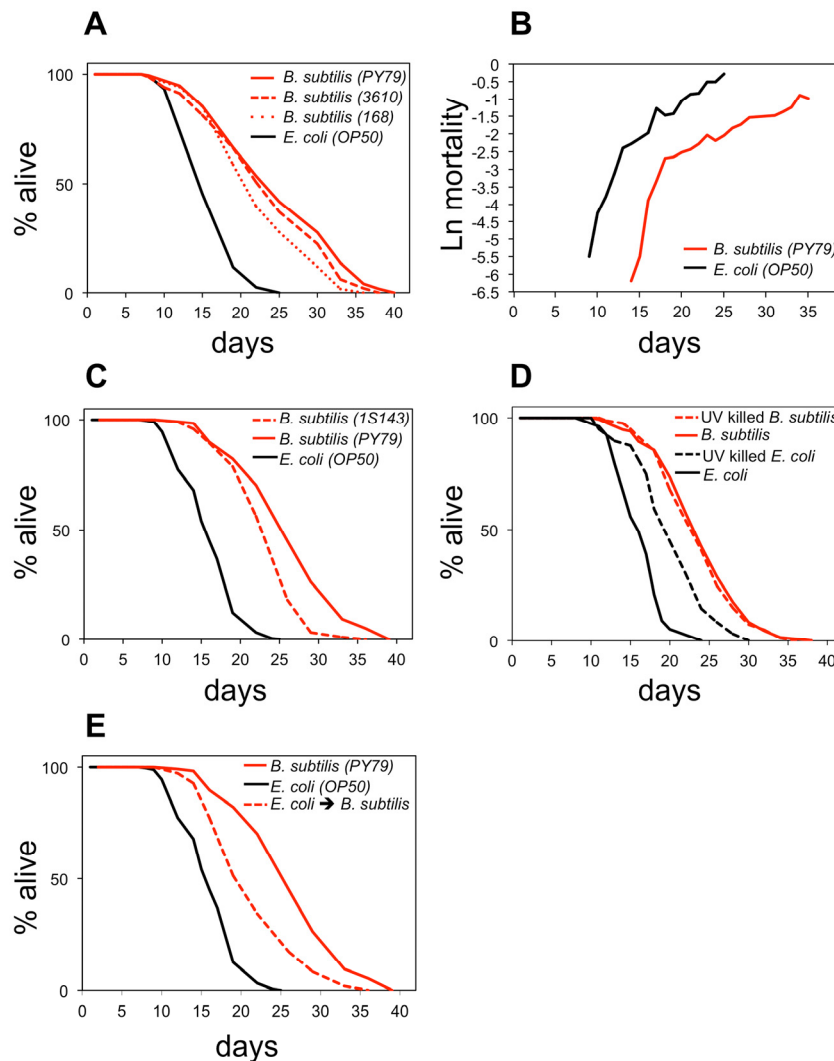 A
100
50
0
% alive
B. subtilis (PY79)
B. subtilis (3610)
B. subtilis (168)
E. coli (OP50)
0 5 10 15 20 25 30 35 40
days
B
0
-0.5
-1
-1.5
-2
-2.5
-3
-3.5
-4
-4.5
-5
-5.5
-6
-6.5
Ln mortality
B. subtilis (PY79)
E. coli (OP50)
0 5 10 15 20 25 30 35
days
C
100
50
0
% alive
B. subtilis (1S143)
B. subtilis (PY79)
E. coli (OP50)
0 5 10 15 20 25 30 35 40
days
D
100
50
0
% alive
UV killed B. subtilis
B. subtilis
UV killed E. coli
E. coli
0 5 10 15 20 25 30 35 40
days
E
100
50
0
% alive
B. subtilis (PY79)
E. coli (OP50)
E. coli ➔ B. subtilis
0 5 10 15 20 25 30 35 40
days